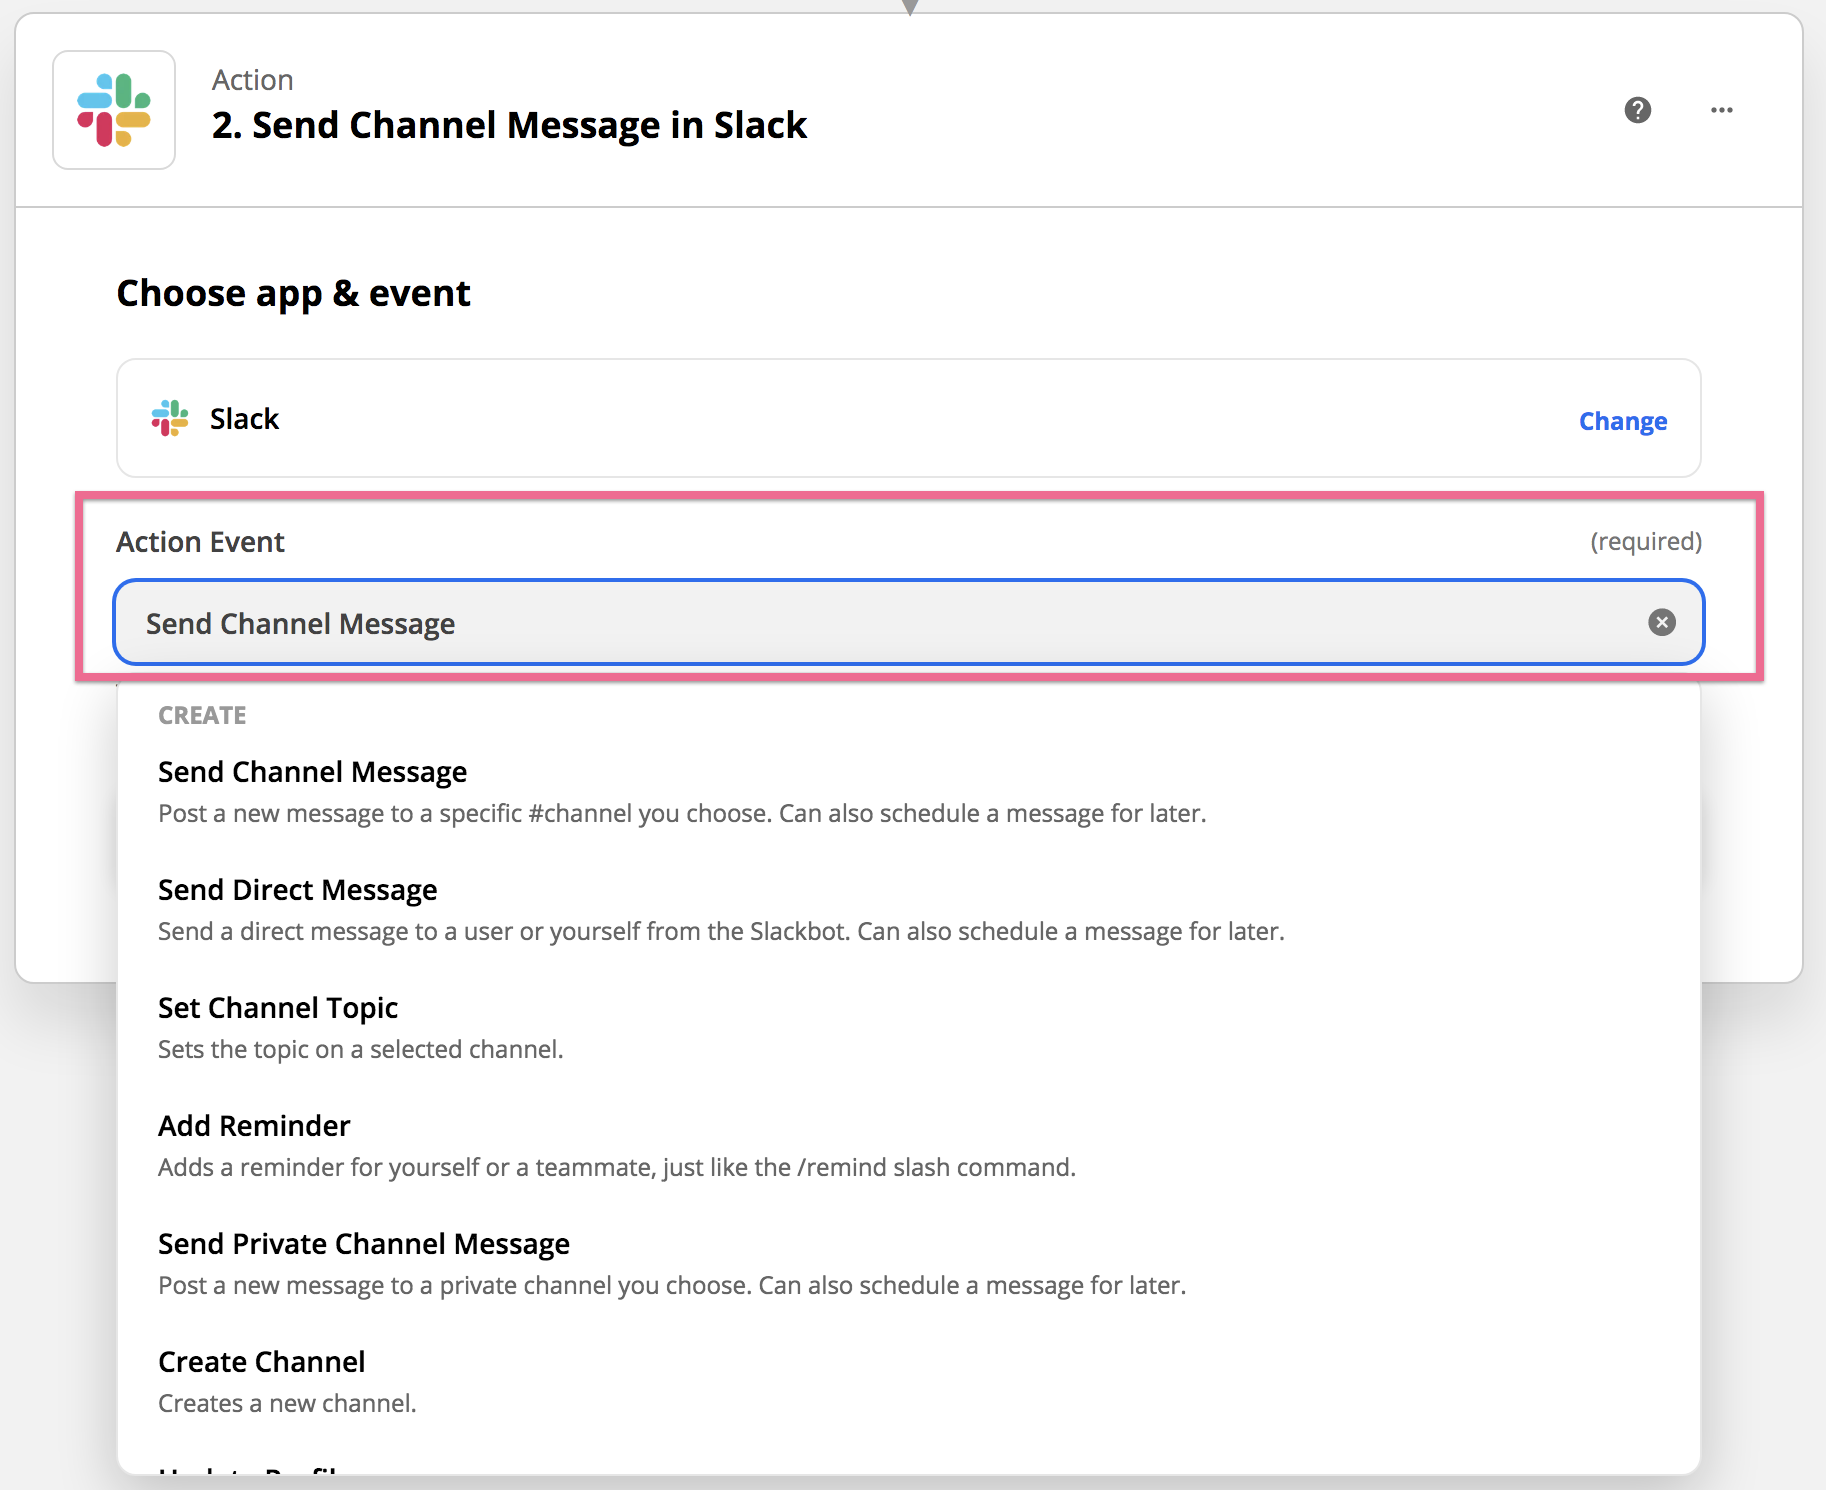 Action
2. Send Channel Message in Slack
Choose app & event
Slack
Change
Action Event
(required)
Send Channel Message
CREATE
Send Channel Message
Post a new message to a specific #channel you choose. Can also schedule a message for later.
Send Direct Message
Send a direct message to a user or yourself from the Slackbot. Can also schedule a message for later.
Set Channel Topic
Sets the topic on a selected channel.
Add Reminder
Adds a reminder for yourself or a teammate, just like the /remind slash command.
Send Private Channel Message
Post a new message to a private channel you choose. Can also schedule a message for later.
Create Channel
Creates a new channel.